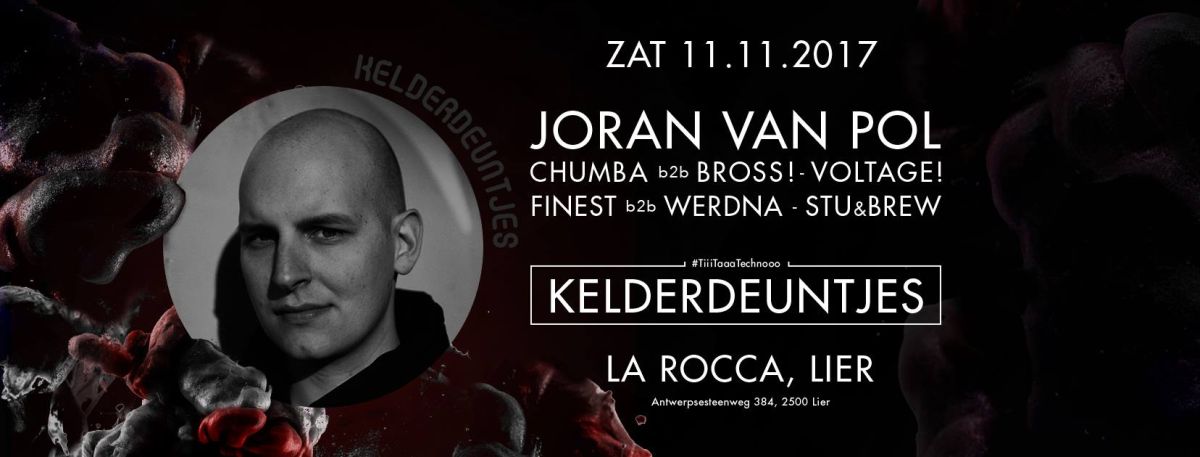 KELDERDEUNTJES
ZAT 11.11.2017
JORAN VAN POL
CHUMBA b2b BROSS! - VOLTAGE!
FINEST b2b WERDNA - STU&BREW
#TiiiTaaaTechnooo
KELDERDEUNTJES
LA ROCCA, LIER
Antwerpsesteenweg 384, 2500 Lier